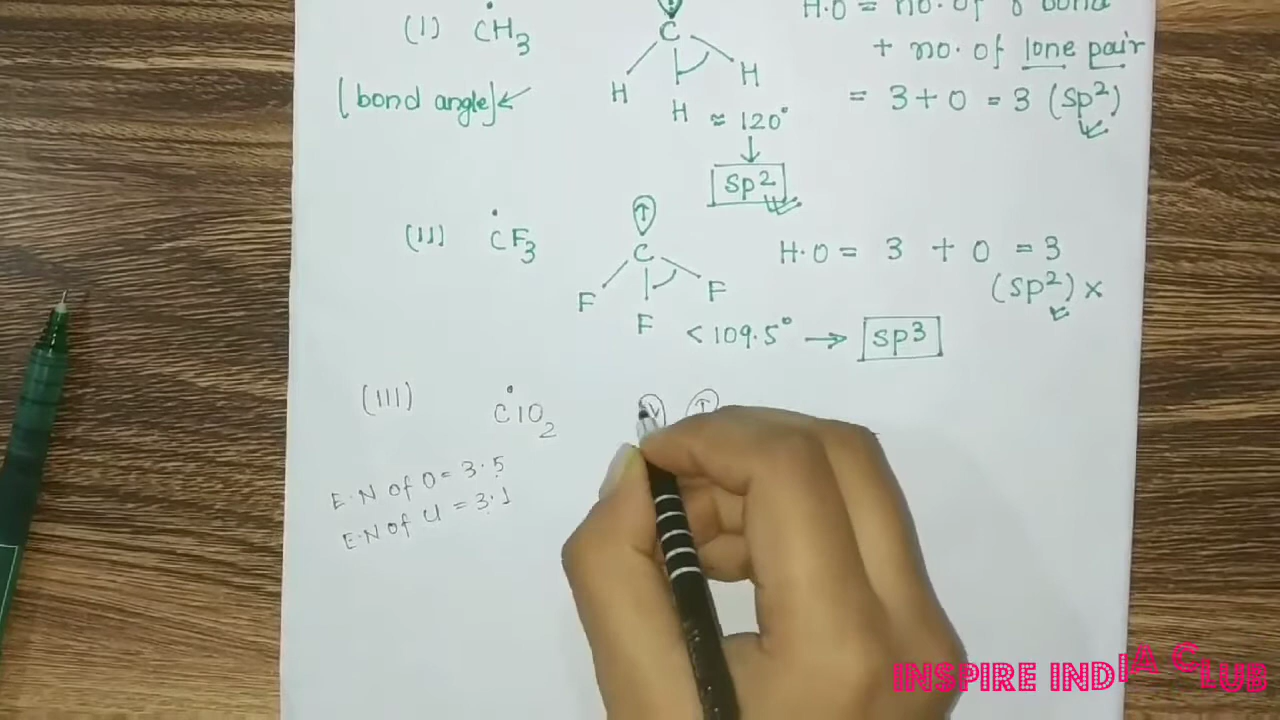 H.O = no. of σ bond
(I) ĊH3
C
+ no. of lone pair
H H H
(bond angle)
= 3 + 0 = 3 (sp2)
≈ 120°
↓
sp2
(II) ĊF3
↑
C
F F F
H.O = 3 + 0 = 3
(sp2) x
< 109.5° → sp3
(III) ĊlO2
↑
E.N of O = 3.5
E.N of Cl = 3.1
INSPIRE INDIA CLUB